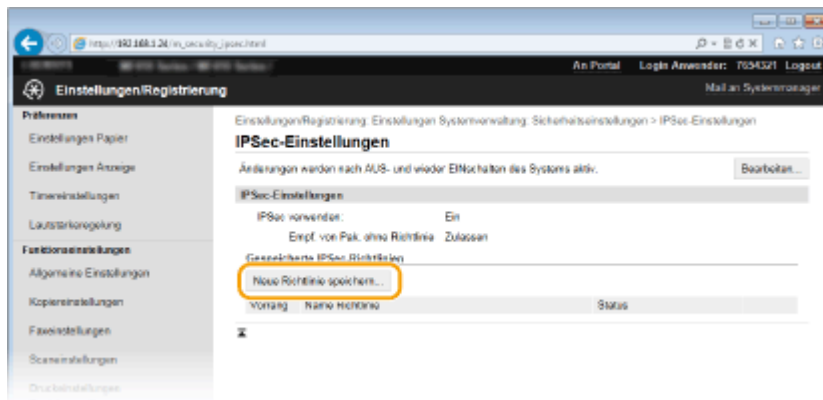 http://192.168.1.24/m_security_ipsec.html
An Portal Login Anwender: 7654321 Logout
Einstellungen/Registrierung
Mail an Systemmanager
Präferenzen
Einstellungen Papier
Einstellungen Anzeige
Timereinstellungen
Lautstärkeregelung
Funktionseinstellungen
Allgemeine Einstellungen
Kopiereinstellungen
Faxeinstellungen
Scaneinstellungen
Druckeinstellungen
Einstellungen/Registrierung: Einstellungen Systemverwaltung: Sicherheitseinstellungen > IPSec-Einstellungen
IPSec-Einstellungen
Änderungen werden nach AUS- und wieder EINschalten des Systems aktiv.
Bearbeiten...
IPSec-Einstellungen
IPSec verwenden: Ein
Empf. von Pak. ohne Richtlinie Zulassen
Gespeicherte IPSec-Richtlinien
Neue Richtlinie speichern...
Vorrang Name Richtlinie Status